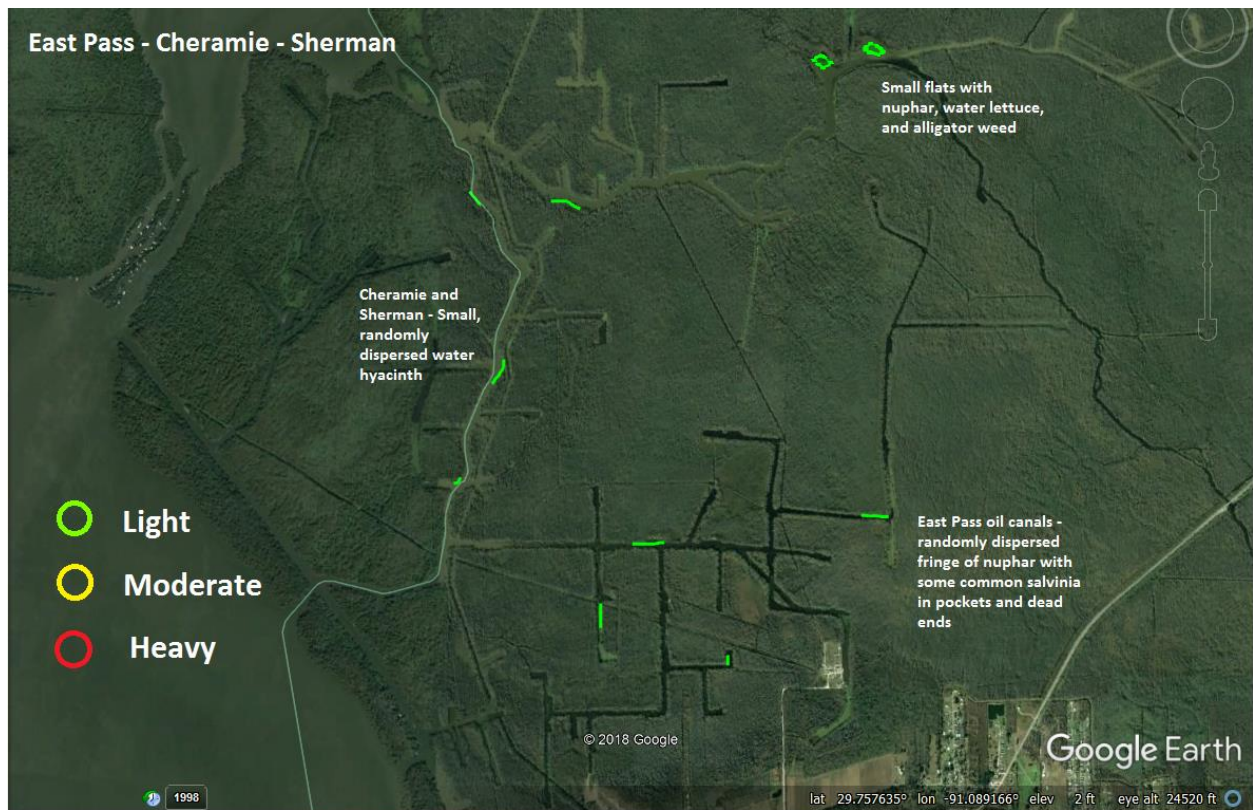 East Pass - Cheramie - Sherman
Small flats with
nuphar, water lettuce,
and alligator weed
Cheramie and
Sherman - Small,
randomly
dispersed water
hyacinth
Light
Moderate
Heavy
East Pass oil canals -
randomly dispersed
fringe of nuphar with
some common salvinia
in pockets and dead
ends
© 2018 Google
Google Earth
1998
lat 29.757635° lon -91.089166° elev 2 ft eye alt 24520 ft